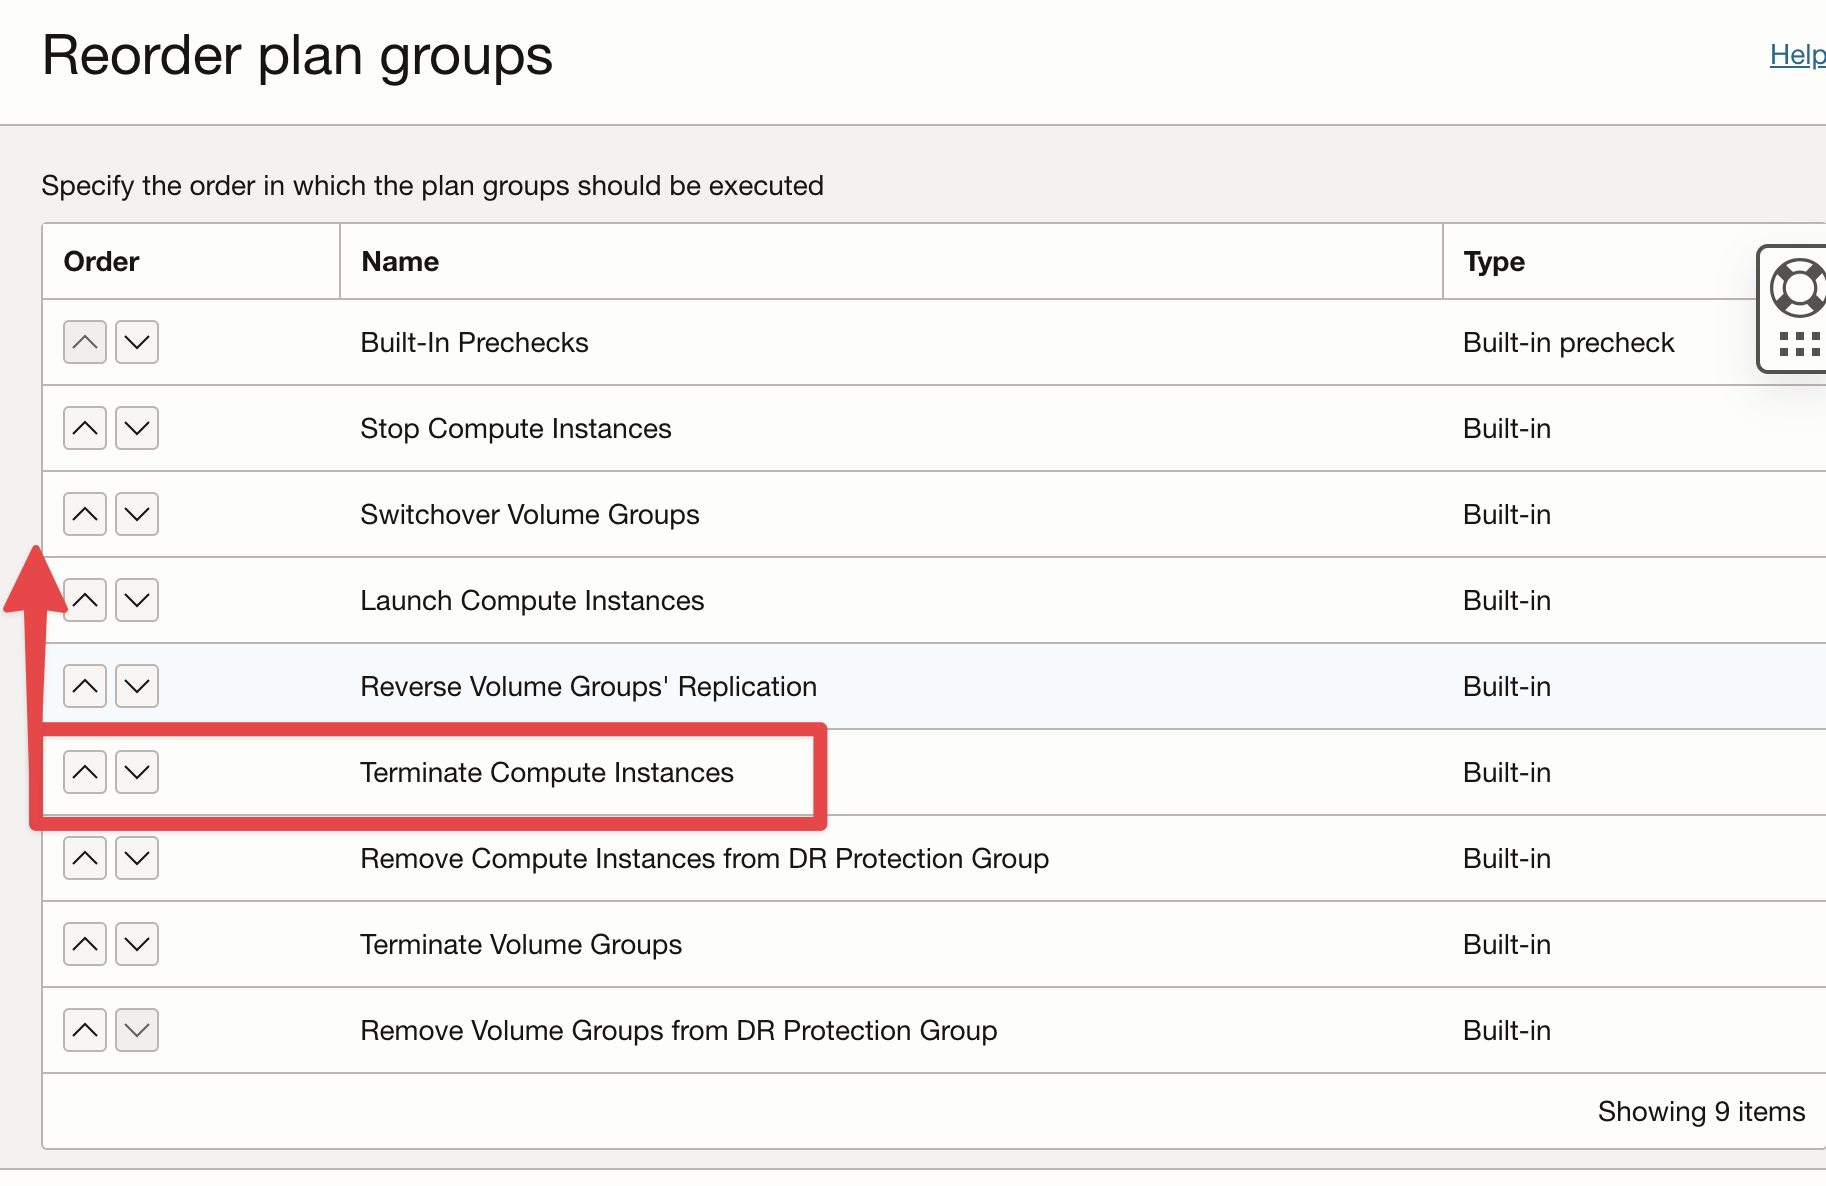 Reorder plan groups
Help
Specify the order in which the plan groups should be executed
Order Name Type
Built-In Prechecks Built-in precheck
Stop Compute Instances Built-in
Switchover Volume Groups Built-in
Launch Compute Instances Built-in
Reverse Volume Groups' Replication Built-in
Terminate Compute Instances Built-in
Remove Compute Instances from DR Protection Group Built-in
Terminate Volume Groups Built-in
Remove Volume Groups from DR Protection Group Built-in
Showing 9 items